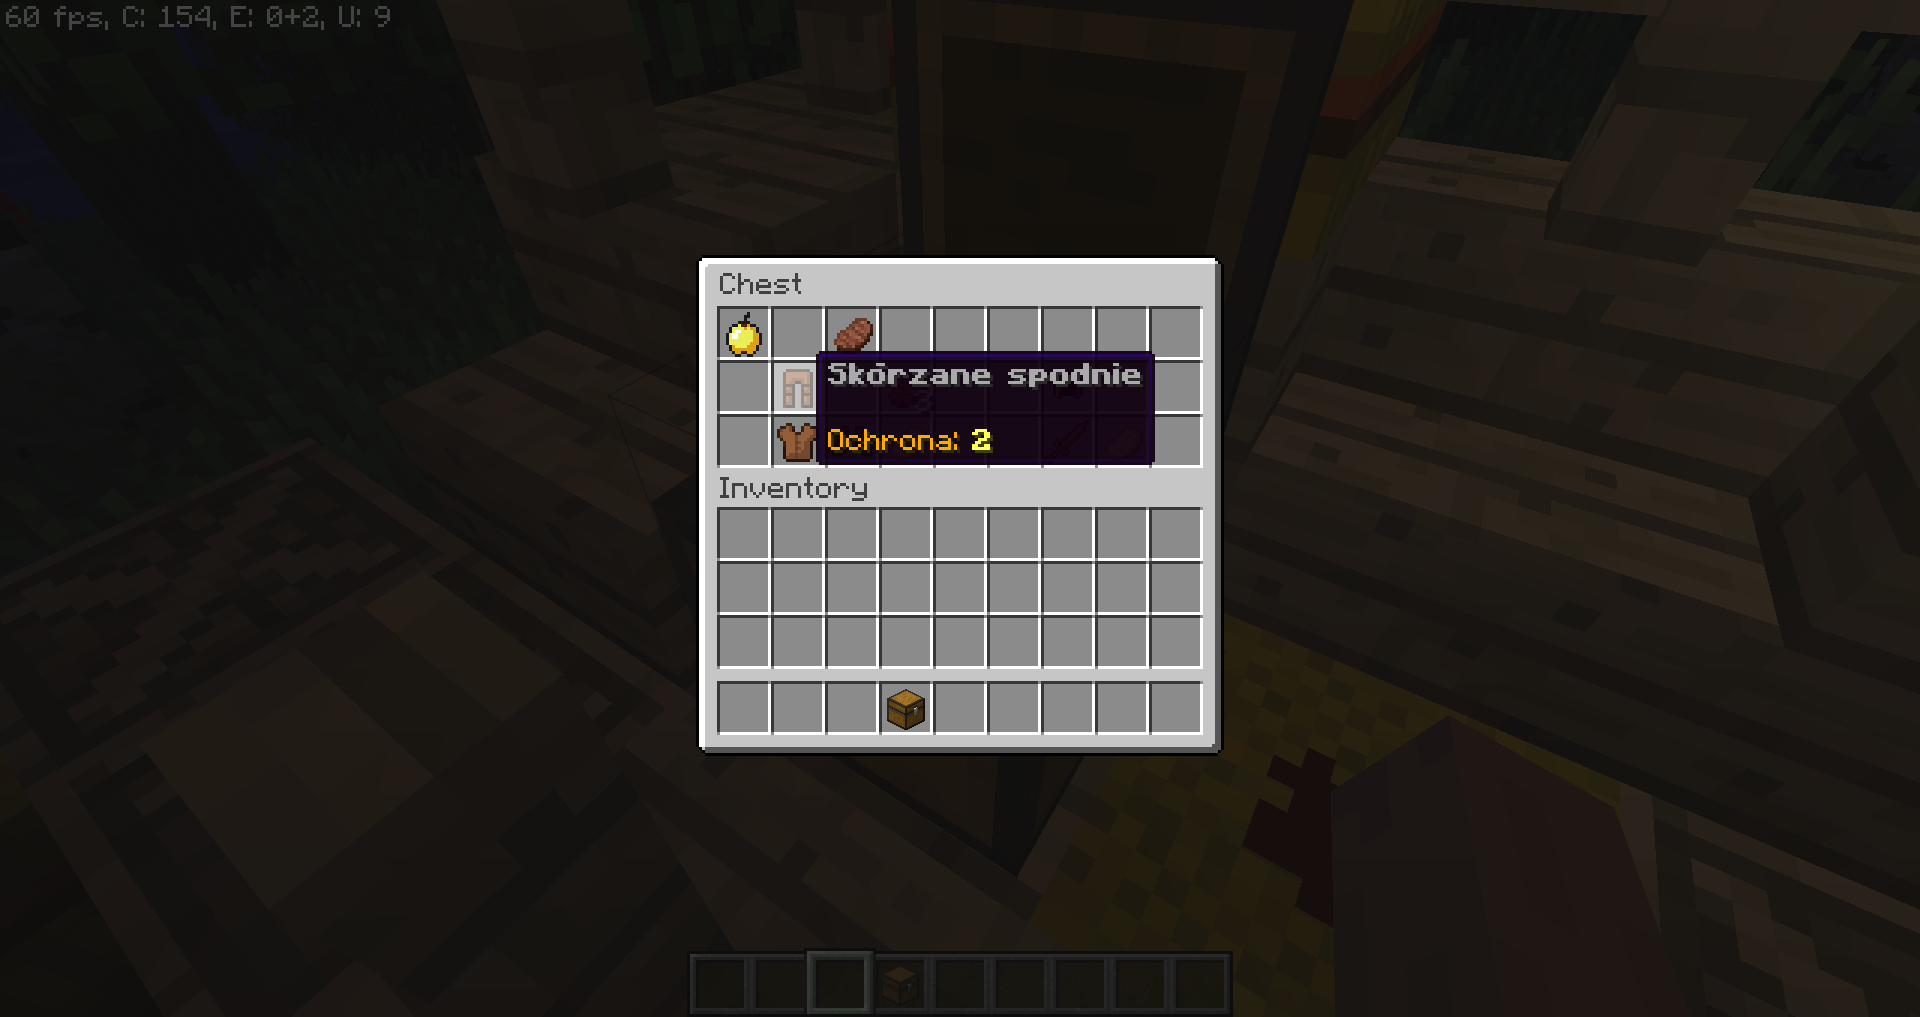 60 fps, C: 154, E: 0+2, U: 9
Chest
Skórzane spodnie
Ochrona: 2
Inventory